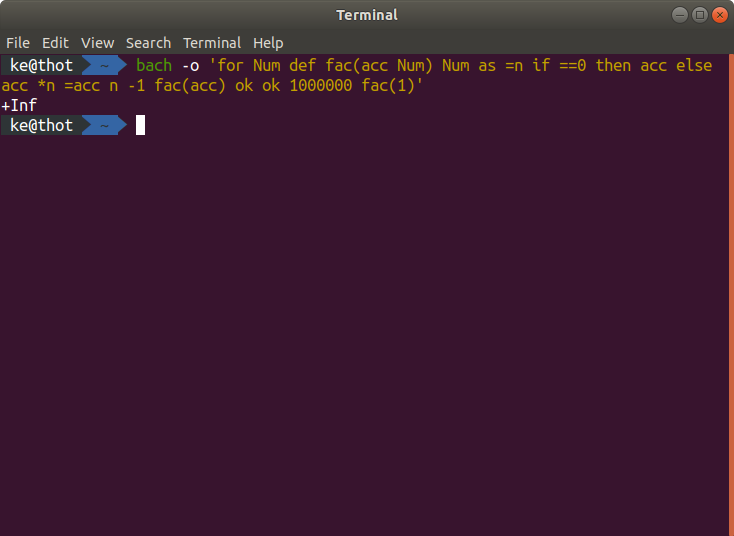 Terminal
File Edit View Search Terminal Help
ke@thot ~ bach -o 'for Num def fac(acc Num) Num as =n if ==0 then acc else
acc *n =acc n -1 fac(acc) ok ok 1000000 fac(1)'
+Inf
ke@thot ~